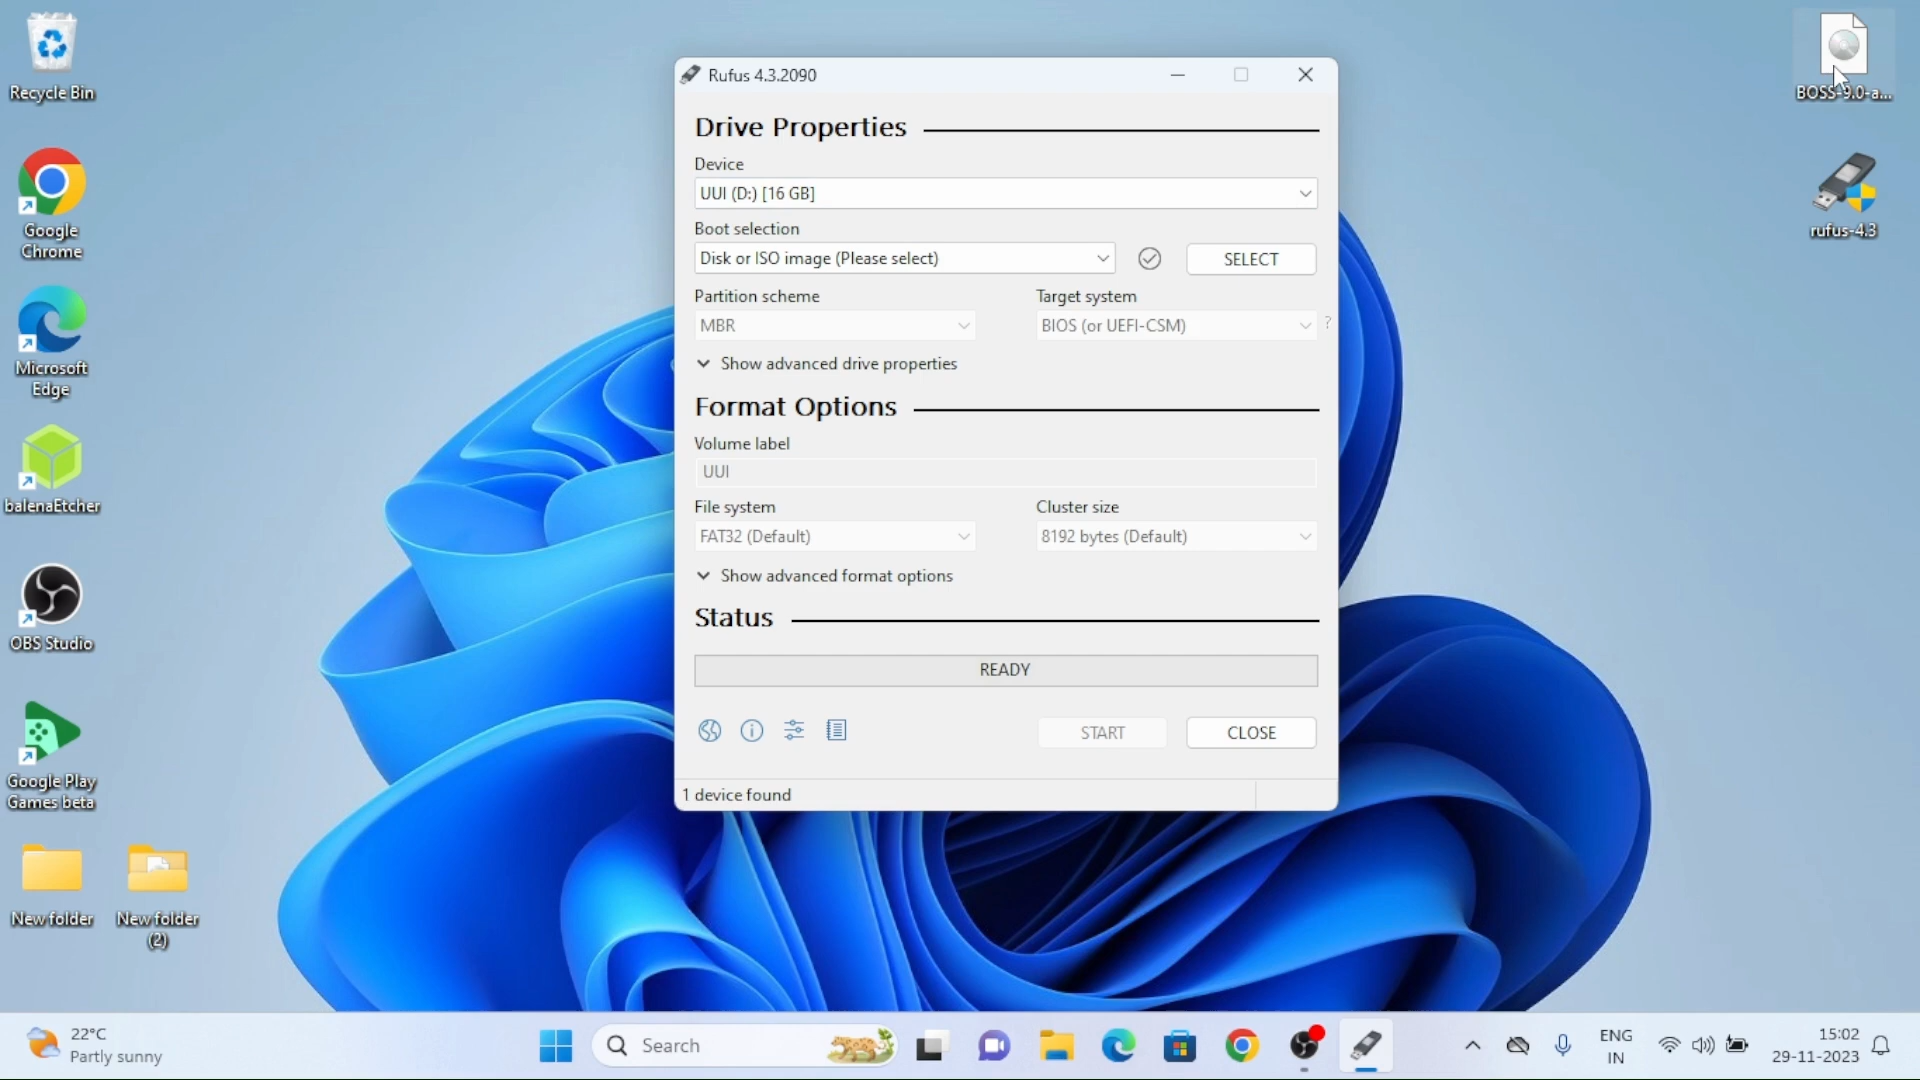 Recycle Bin
Google
Chrome
Microsoft
Edge
balenaEtcher
OBS Studio
Google Play
Games beta
New folder
New folder
(2)
Rufus 4.3.2090
Drive Properties
Device
UUI (D:) [16 GB]
Boot selection
Disk or ISO image (Please select)
SELECT
Partition scheme
Target system
MBR
BIOS (or UEFI-CSM)
?
Show advanced drive properties
Format Options
Volume label
UUI
File system
Cluster size
FAT32 (Default)
8192 bytes (Default)
Show advanced format options
Status
READY
START
CLOSE
1 device found
BOSS-9.0-a...
rufus-4.3
22°C
Partly sunny
Search
ENG
IN
15:02
29-11-2023